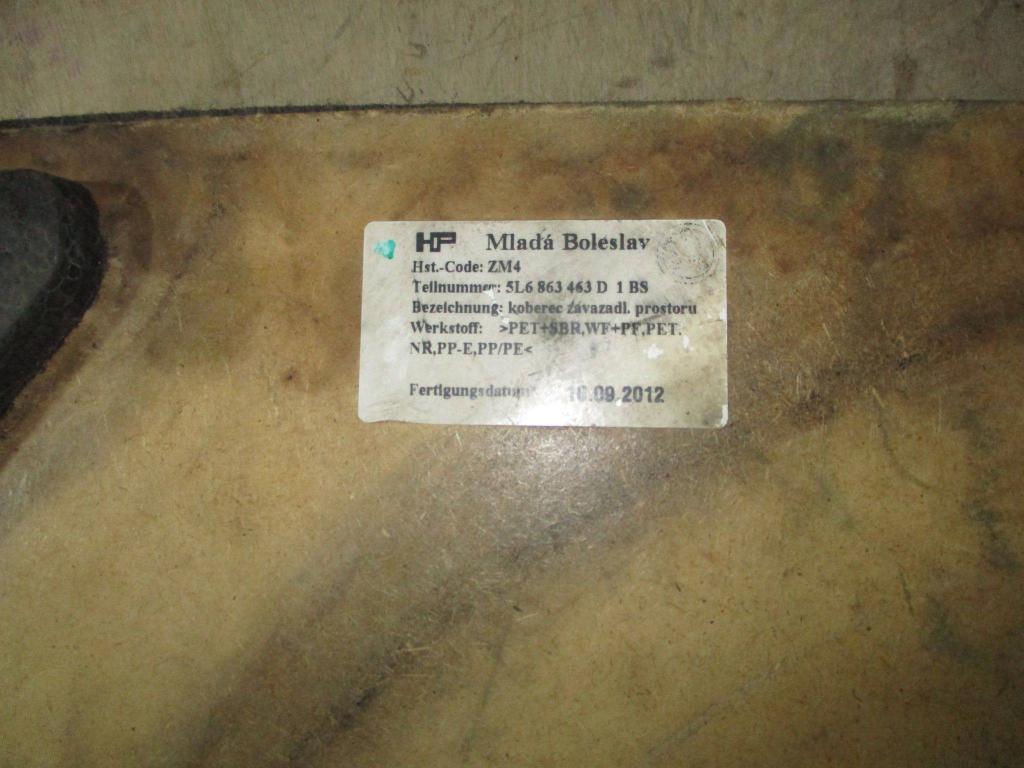 HP Mladá Boleslav
Hst.-Code: ZM4
Teilnummer: 5L6 863 463 D 1 BS
Bezeichnung: koberec zavazadl. prostoru
Werkstoff: >PET+SBR,WF+PF,PET.
NR,PP-E,PP/PE<
Fertigungsdatum 10.09.2012